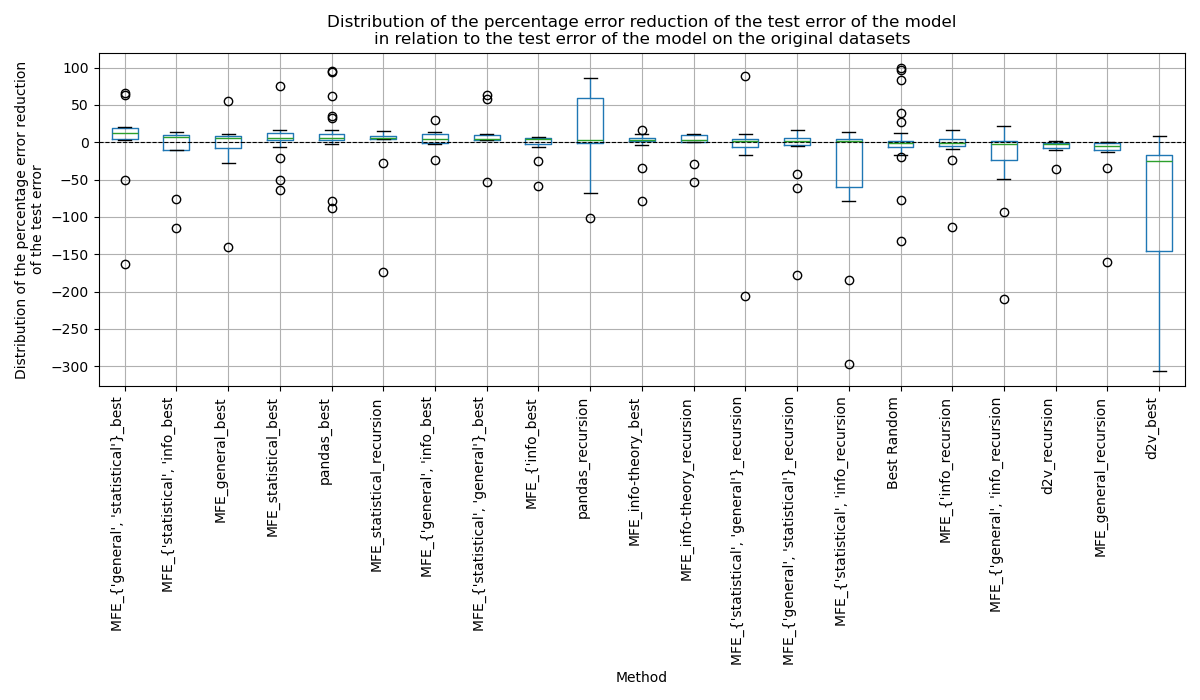 Distribution of the percentage error reduction of the test error of the model
in relation to the test error of the model on the original datasets
Distribution of the percentage error reduction
of the test error
100
50
0
−50
−100
−150
−200
−250
−300
MFE_{'general', 'statistical'}_best
MFE_{'statistical', 'info_best
MFE_general_best
MFE_statistical_best
pandas_best
MFE_statistical_recursion
MFE_{'general', 'info_best
MFE_{'statistical', 'general'}_best
MFE_{'info_best
pandas_recursion
MFE_info-theory_best
MFE_info-theory_recursion
MFE_{'statistical', 'general'}_recursion
MFE_{'general', 'statistical'}_recursion
MFE_{'statistical', 'info_recursion
Best Random
MFE_{'info_recursion
MFE_{'general', 'info_recursion
d2v_recursion
MFE_general_recursion
d2v_best
Method